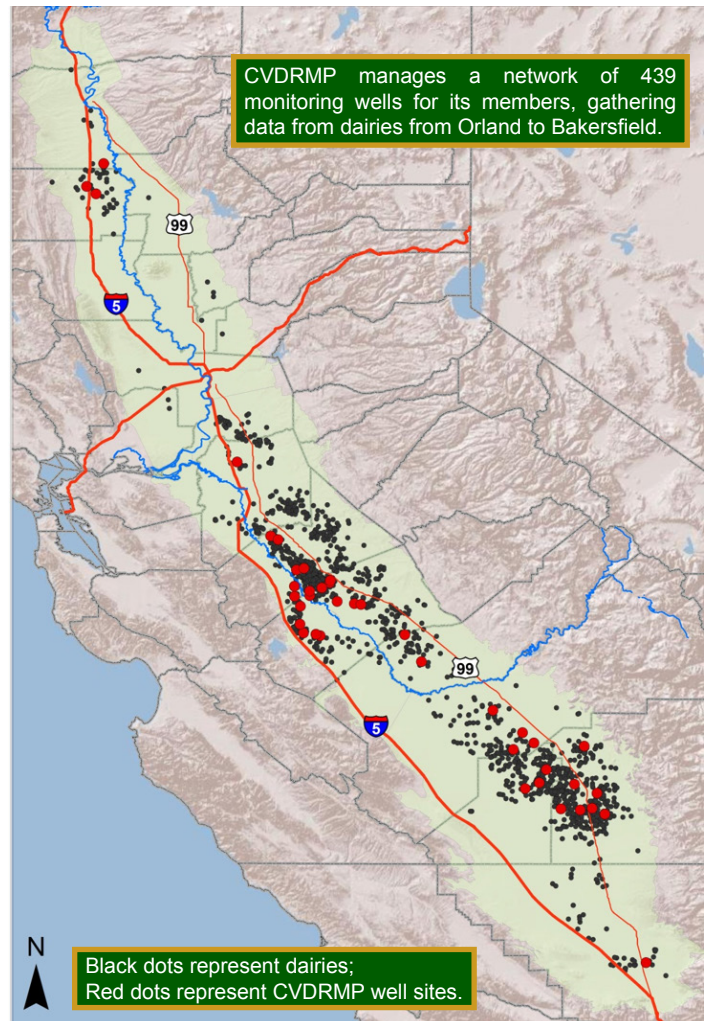 CVDRMP manages a network of 439
monitoring wells for its members, gathering
data from dairies from Orland to Bakersfield.
99
5
99
5
N
Black dots represent dairies;
Red dots represent CVDRMP well sites.